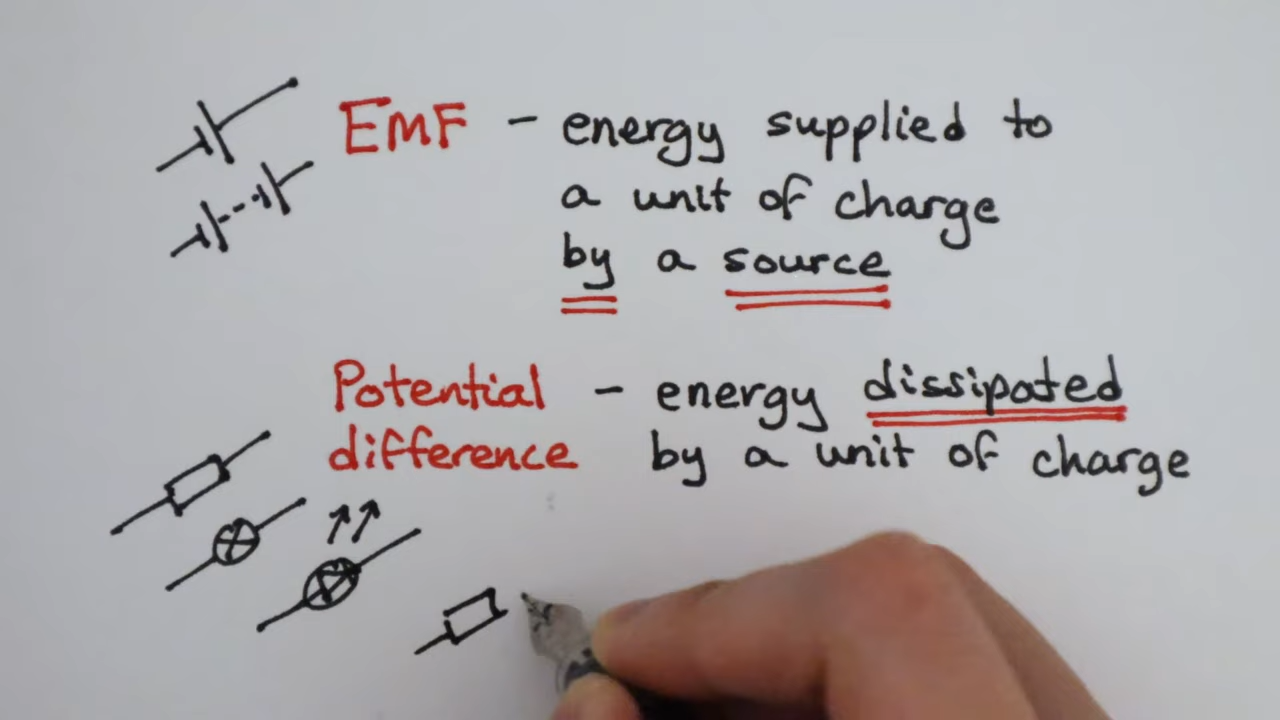 EMF - energy supplied to
a unit of charge
by a source
Potential - energy dissipated
difference by a unit of charge